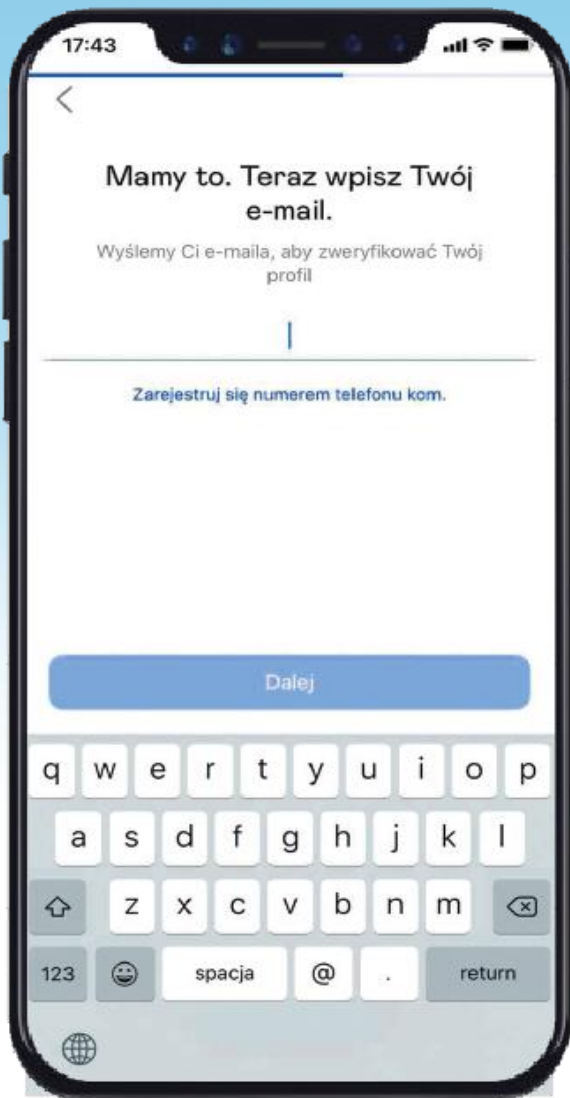 17:43
Mamy to. Teraz wpisz Twój
e-mail.
Wyślemy Ci e-maila, aby zweryfikować Twój
profil
Zarejestruj się numerem telefonu kom.
Dalej
q w e r t y u i o p
a s d f g h j k l
z x c v b n m
123 spacja @ . return